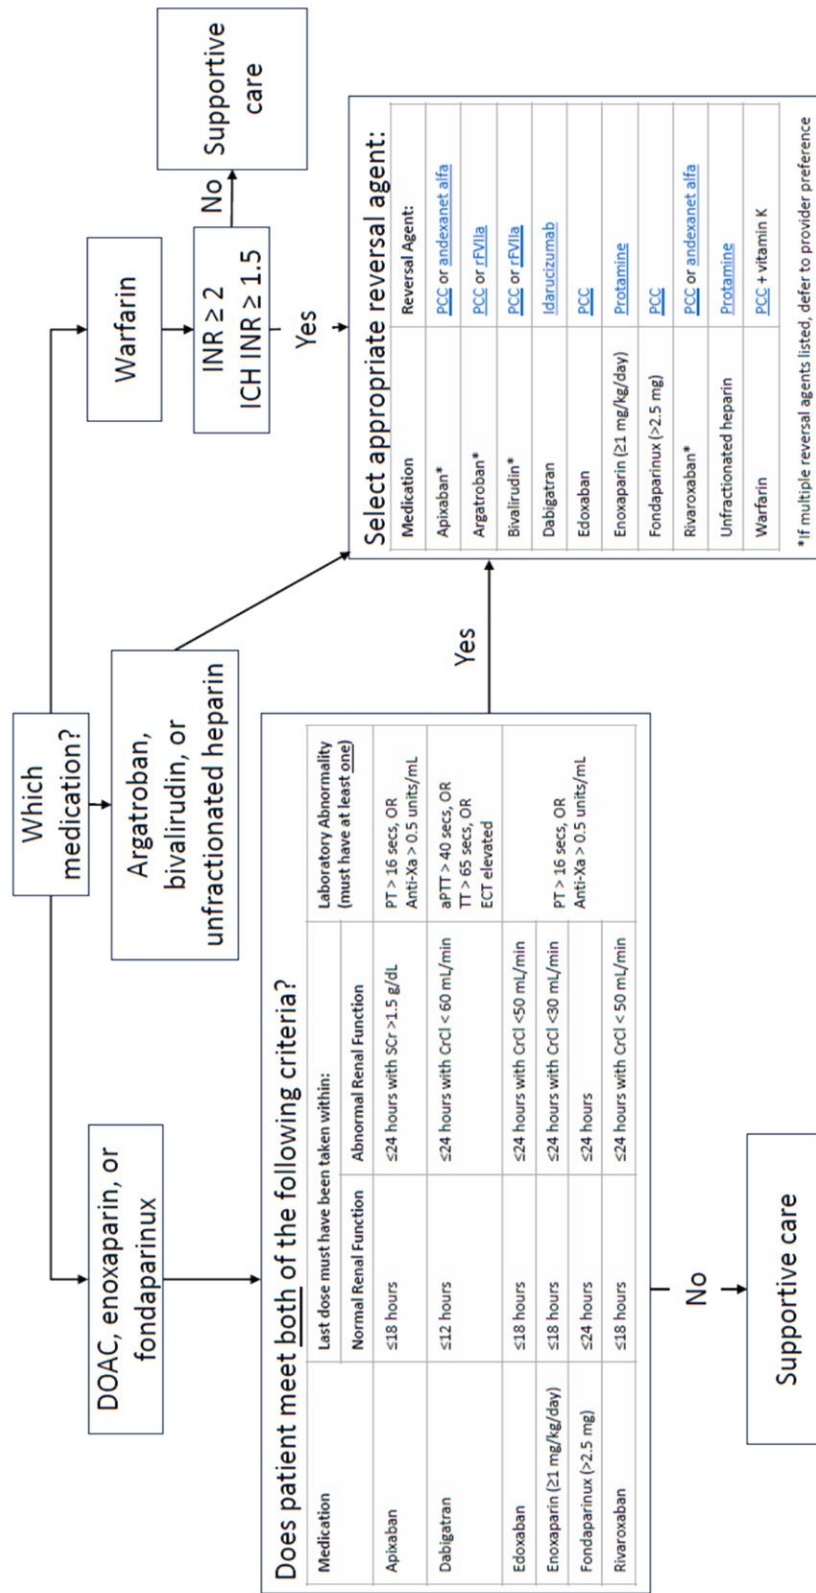 Which
medication?
DOAC, enoxaparin, or
fondaparinux
Argatroban,
bivalirudin, or
unfractionated heparin
Warfarin
INR ≥ 2
ICH INR ≥ 1.5
No
Supportive
care
Yes
Does patient meet both of the following criteria?
Medication
Last dose must have been taken within:
Laboratory Abnormality
(must have at least one)
Normal Renal Function
Abnormal Renal Function
Apixaban
≤18 hours
≤24 hours with SCr >1.5 g/dL
PT > 16 secs, OR
Anti-Xa > 0.5 units/mL
Dabigatran
≤12 hours
≤24 hours with CrCl < 60 mL/min
aPTT > 40 secs, OR
TT > 65 secs, OR
ECT elevated
Edoxaban
≤18 hours
≤24 hours with CrCl <50 mL/min
Enoxaparin (≥1 mg/kg/day)
≤18 hours
≤24 hours with CrCl <30 mL/min
PT > 16 secs, OR
Anti-Xa > 0.5 units/mL
Fondaparinux (>2.5 mg)
≤24 hours
≤24 hours
Rivaroxaban
≤18 hours
≤24 hours with CrCl < 50 mL/min
Yes
No
Supportive care
Select appropriate reversal agent:
Medication
Reversal Agent:
Apixaban*
PCC or andexanet alfa
Argatroban*
PCC or rFVIIa
Bivalirudin*
PCC or rFVIIa
Dabigatran
Idarucizumab
Edoxaban
PCC
Enoxaparin (≥1 mg/kg/day)
Protamine
Fondaparinux (>2.5 mg)
PCC
Rivaroxaban*
PCC or andexanet alfa
Unfractionated heparin
Protamine
Warfarin
PCC + vitamin K
*If multiple reversal agents listed, defer to provider preference